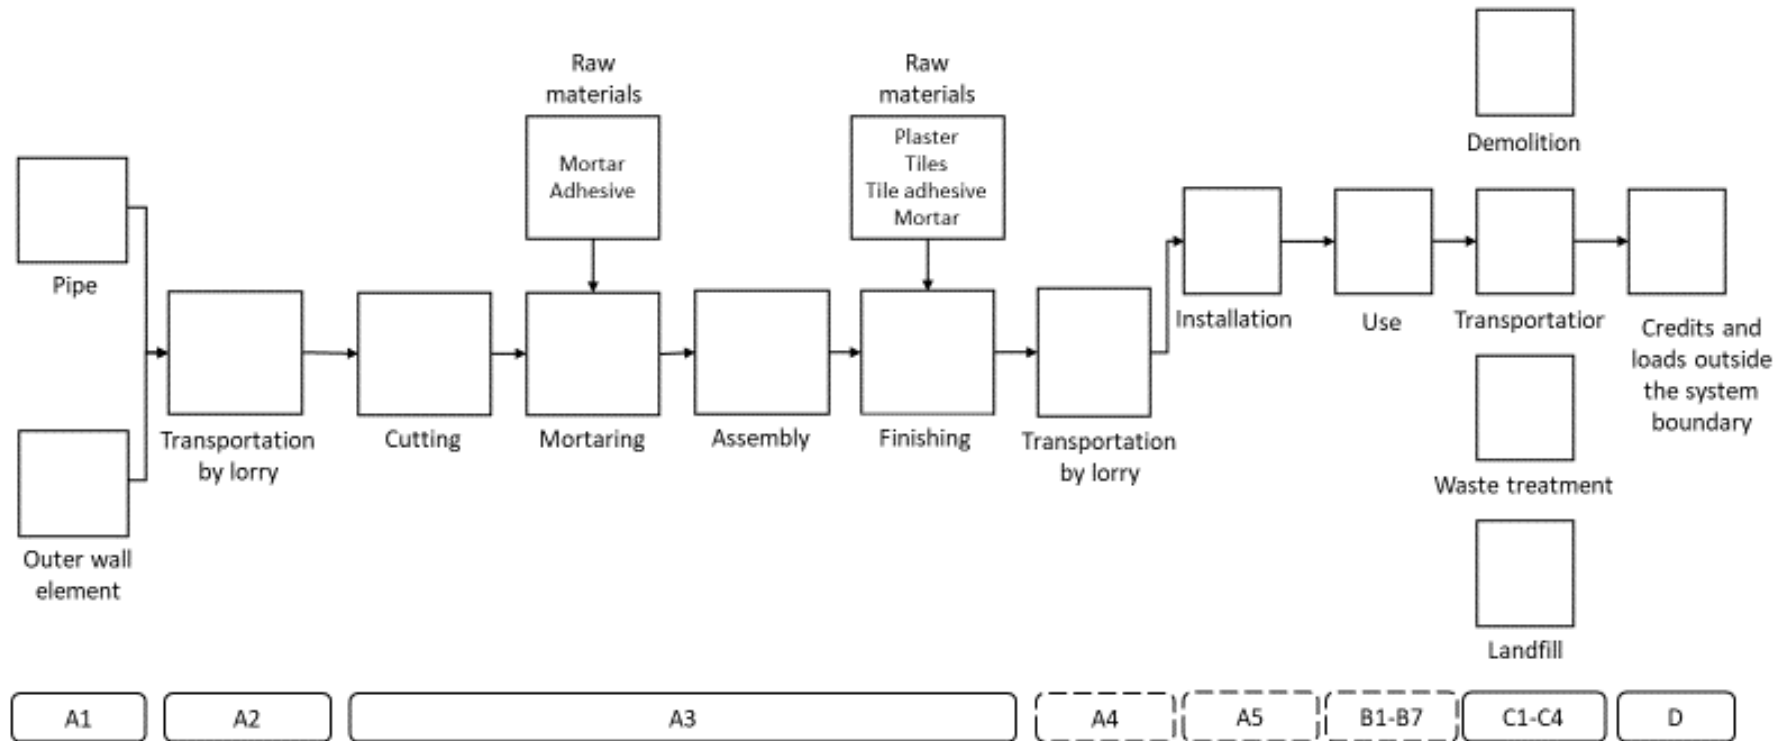 Pipe
Outer wall
element
Transportation
by lorry
Cutting
Raw
materials
Mortar
Adhesive
Mortaring
Assembly
Raw
materials
Plaster
Tiles
Tile adhesive
Mortar
Finishing
Transportation
by lorry
Installation
Use
Demolition
Transportatior
Waste treatment
Landfill
Credits and
loads outside
the system
boundary
A1
A2
A3
A4
A5
B1-B7
C1-C4
D